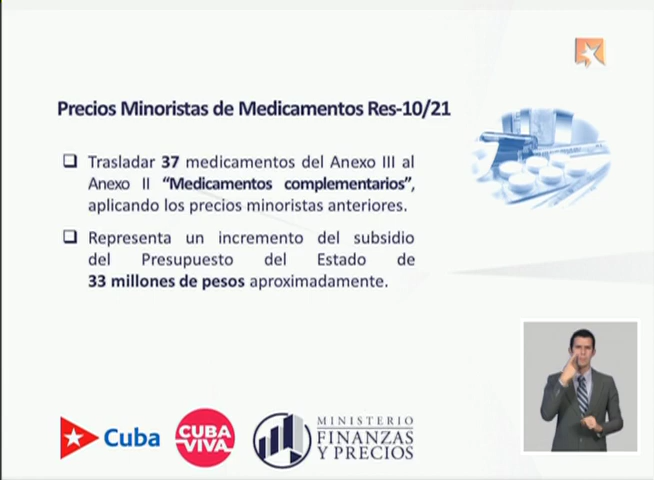 Precios Minoristas de Medicamentos Res-10/21
Trasladar 37 medicamentos del Anexo III al
Anexo II “Medicamentos complementarios”,
aplicando los precios minoristas anteriores.
Representa un incremento del subsidio
del Presupuesto del Estado de
33 millones de pesos aproximadamente.
Cuba
CUBA
VIVA
MINISTERIO
FINANZAS
Y PRECIOS